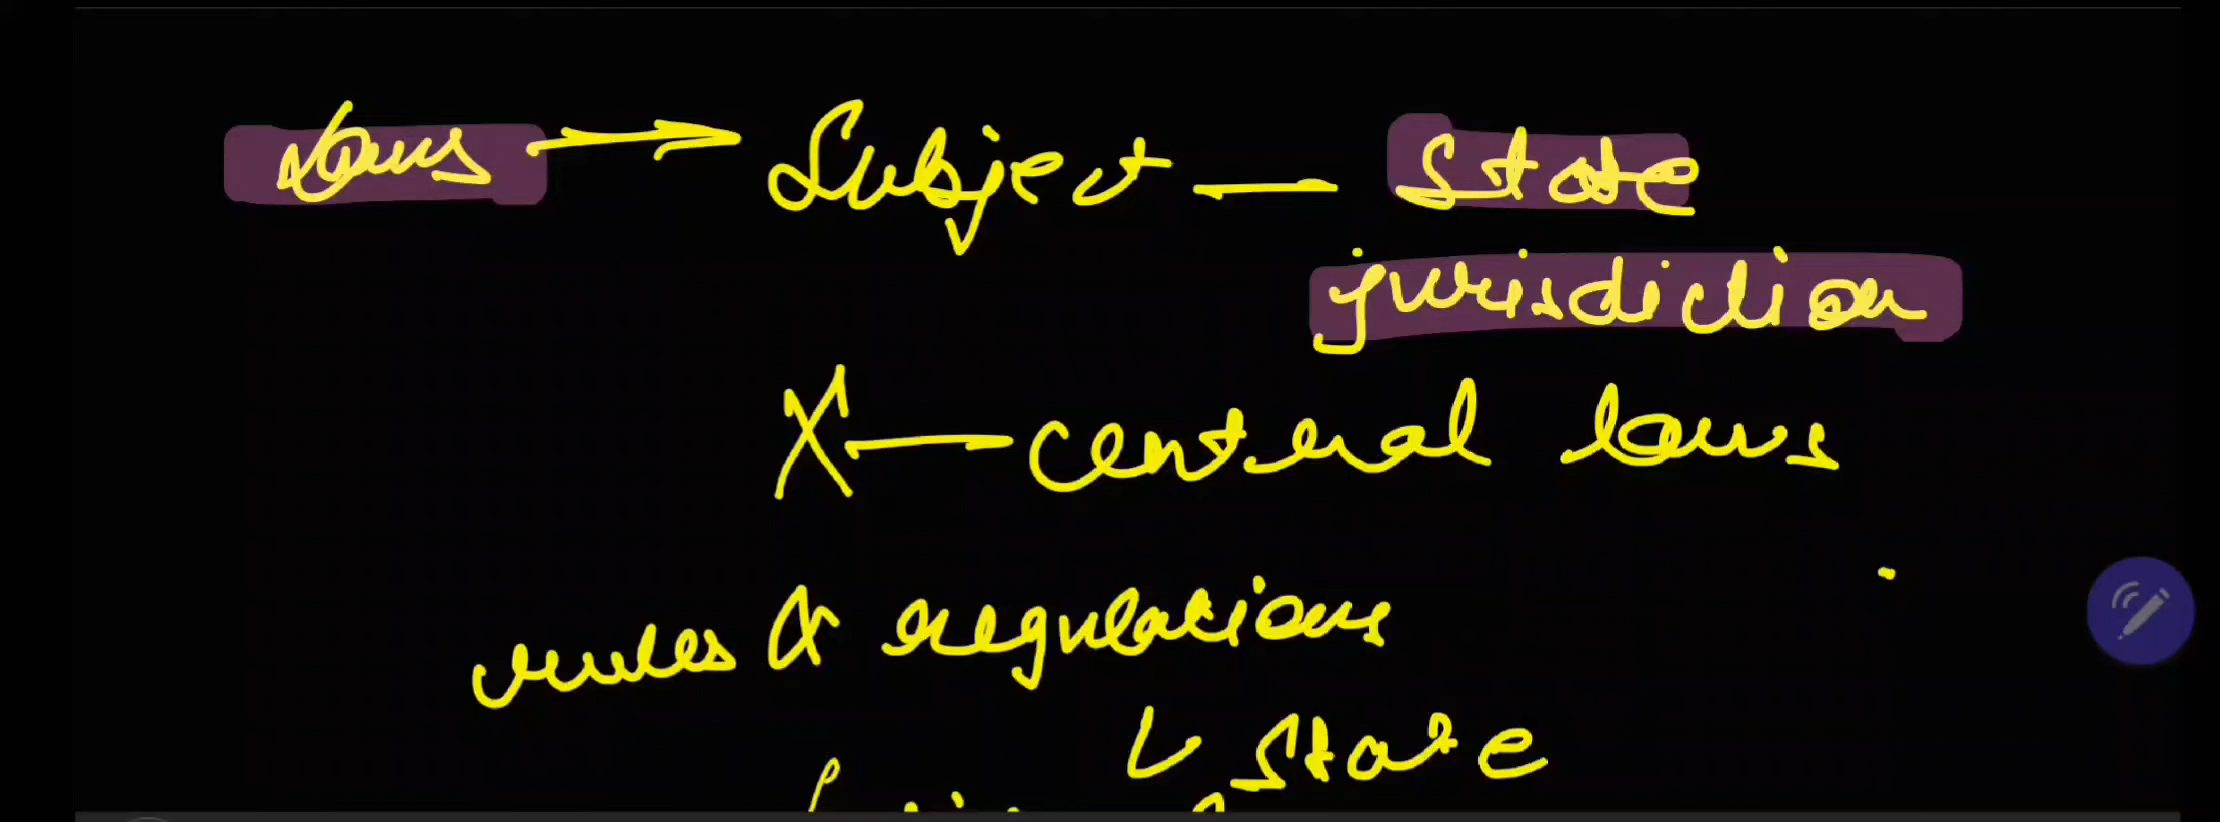 Laws → Subject — State
jurisdiction
X — central laws
rules & regulations
↳ State